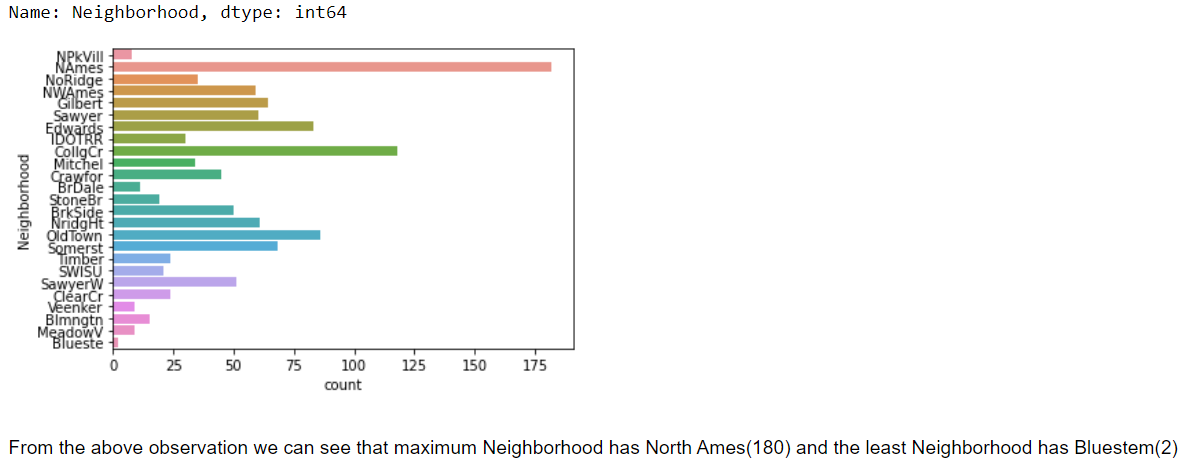 Name: Neighborhood, dtype: int64
NPkVill
NAmes
NoRidge
NWAmes
Gilbert
Sawyer
Edwards
IDOTRR
CollgCr
Mitchel
Crawfor
BrDale
StoneBr
BrkSide
NridgHt
OldTown
Somerst
Timber
SWISU
SawyerW
ClearCr
Veenker
Blmngtn
MeadowV
Blueste
Neighborhood
0 25 50 75 100 125 150 175
count
From the above observation we can see that maximum Neighborhood has North Ames(180) and the least Neighborhood has Bluestem(2)